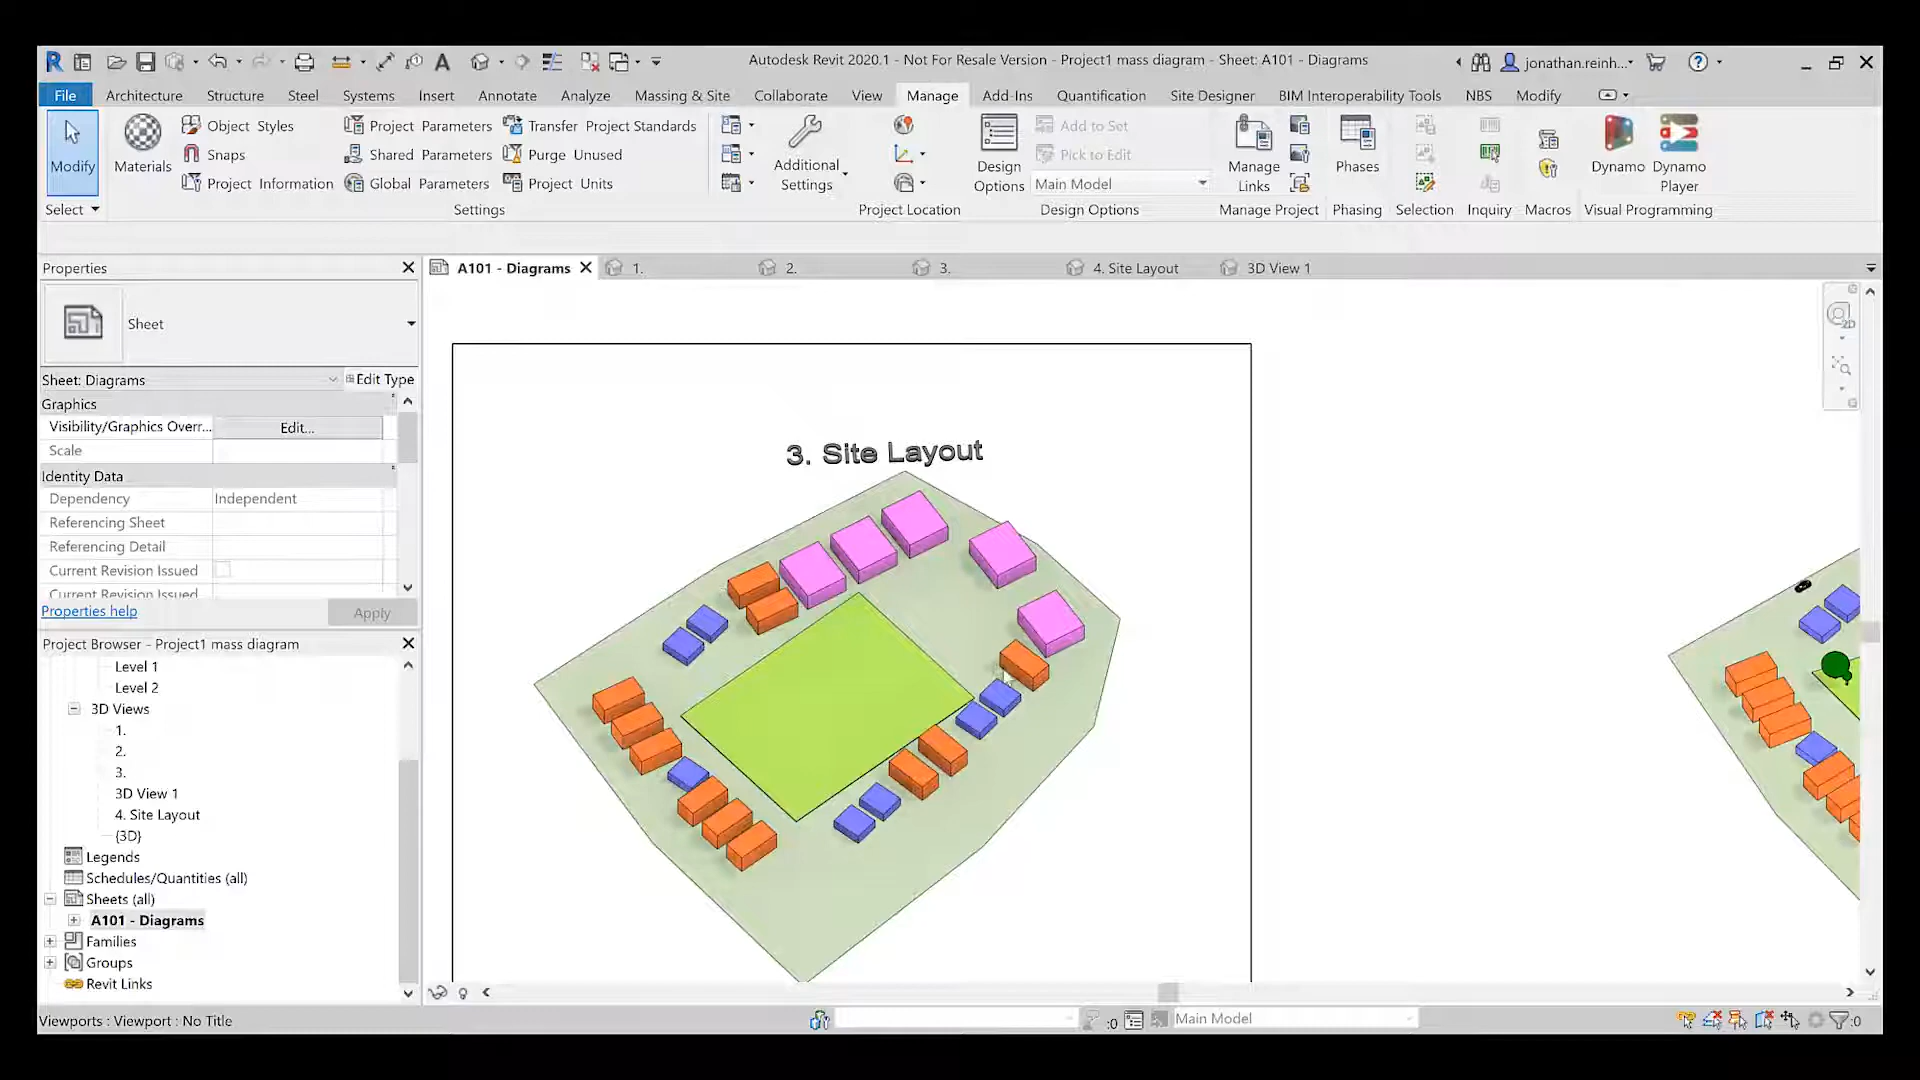 Autodesk Revit 2020.1 - Not For Resale Version - Project1 mass diagram - Sheet: A101 - Diagrams
jonathan.reinh...
File Architecture Structure Steel Systems Insert Annotate Analyze Massing & Site Collaborate View Manage Add-Ins Quantification Site Designer BIM Interoperability Tools NBS Modify
Modify
Select
Materials
Object Styles
Snaps
Project Information
Project Parameters
Shared Parameters
Global Parameters
Transfer Project Standards
Purge Unused
Project Units
Settings
Additional
Settings
Project Location
Design
Options
Add to Set
Pick to Edit
Main Model
Design Options
Manage
Links
Manage Project
Phases
Phasing
Selection
Inquiry
Macros
Dynamo
Dynamo
Player
Visual Programming
Properties
A101 - Diagrams
1.
2.
3.
4. Site Layout
3D View 1
Sheet
Sheet: Diagrams
Edit Type
Graphics
Visibility/Graphics Overr...
Edit...
Scale
Identity Data
Dependency Independent
Referencing Sheet
Referencing Detail
Current Revision Issued
Current Revision Issued
Properties help
Apply
Project Browser - Project1 mass diagram
Level 1
Level 2
3D Views
1.
2.
3.
3D View 1
4. Site Layout
{3D}
Legends
Schedules/Quantities (all)
Sheets (all)
A101 - Diagrams
Families
Groups
Revit Links
3. Site Layout
2D
Viewports : Viewport : No Title
:0
Main Model
:0